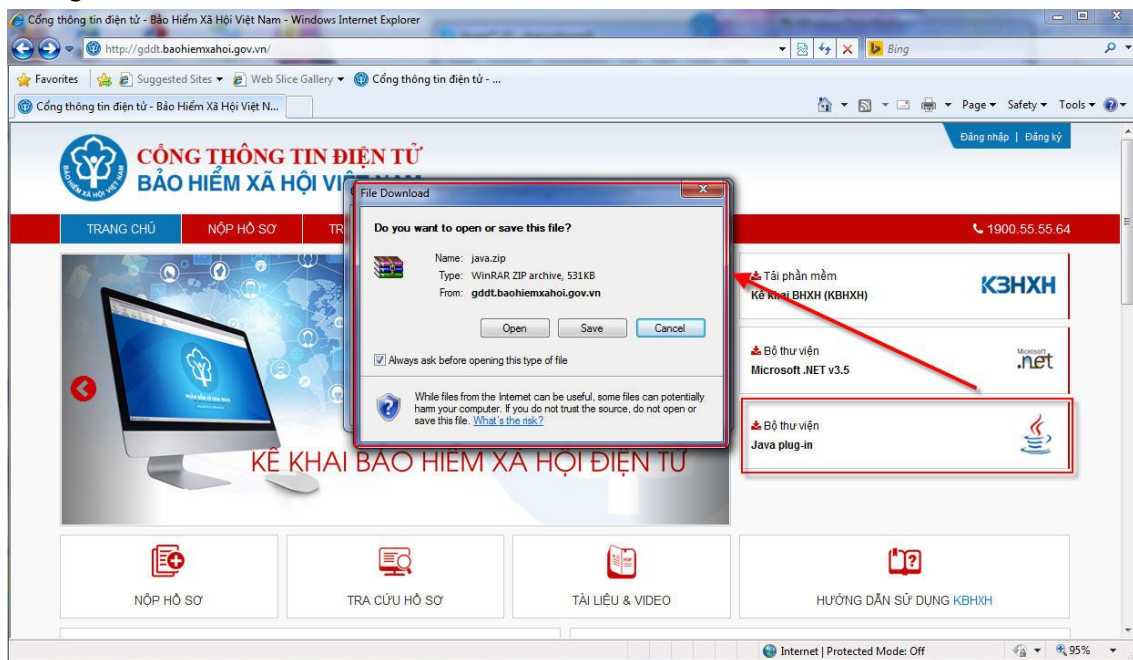 Cổng thông tin điện tử - Bảo Hiểm Xã Hội Việt Nam - Windows Internet Explorer
http://gddt.baohiemxahoi.gov.vn/
Bing
Favorites Suggested Sites Web Slice Gallery Cổng thông tin điện tử - ...
Cổng thông tin điện tử - Bảo Hiểm Xã Hội Việt N...
Page Safety Tools
Đăng nhập | Đăng ký
CỔNG THÔNG TIN ĐIỆN TỬ
BẢO HIỂM XÃ HỘI VIỆT NAM
TRANG CHỦ NỘP HỒ SƠ TR
1900.55.55.64
File Download
Do you want to open or save this file?
Name: java.zip
Type: WinRAR ZIP archive, 531KB
From: gddt.baohiemxahoi.gov.vn
Open Save Cancel
Always ask before opening this type of file
While files from the Internet can be useful, some files can potentially
harm your computer. If you do not trust the source, do not open or
save this file. What's the risk?
Tải phần mềm
Kê khai BHXH (KBHXH)
KBHXH
Bộ thư viện
Microsoft .NET v3.5
Microsoft
.net
Bộ thư viện
Java plug-in
KÊ KHAI BẢO HIỂM XÃ HỘI ĐIỆN TỬ
NỘP HỒ SƠ
TRA CỨU HỒ SƠ
TÀI LIỆU & VIDEO
HƯỚNG DẪN SỬ DỤNG KBHXH
Internet | Protected Mode: Off
95%